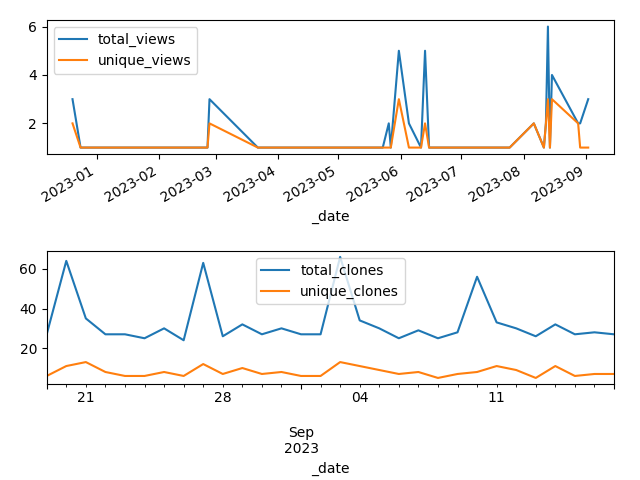 6
4
2
total_views
unique_views
2023-01
2023-02
2023-03
2023-04
2023-05
2023-06
2023-07
2023-08
2023-09
_date
60
40
20
total_clones
unique_clones
21
28
04
11
Sep
2023
_date